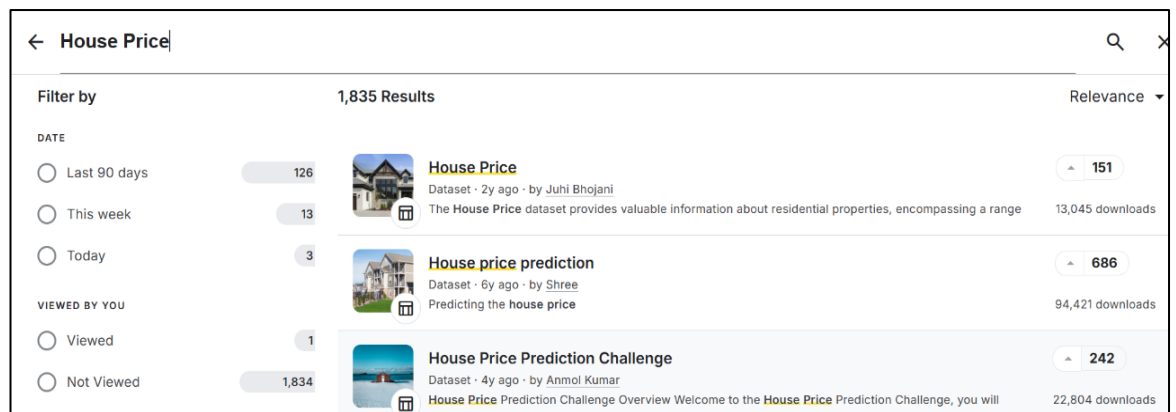 House Price
Filter by
1,835 Results
Relevance
DATE
Last 90 days 126
This week 13
Today 3
VIEWED BY YOU
Viewed 1
Not Viewed 1,834
House Price
151
Dataset · 2y ago · by Juhi Bhojani
The House Price dataset provides valuable information about residential properties, encompassing a range
13,045 downloads
House price prediction
686
Dataset · 6y ago · by Shree
Predicting the house price
94,421 downloads
House Price Prediction Challenge
242
Dataset · 4y ago · by Anmol Kumar
House Price Prediction Challenge Overview Welcome to the House Price Prediction Challenge, you will
22,804 downloads